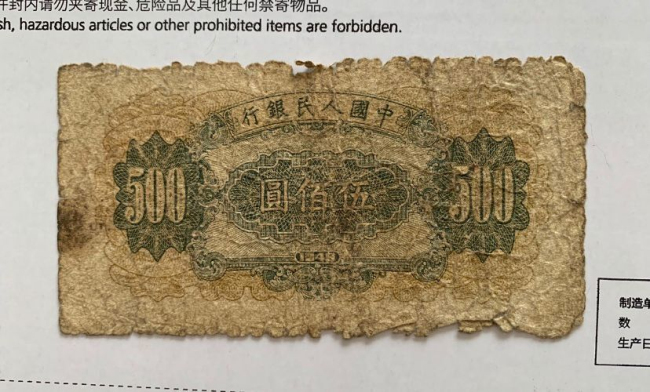 件封内请勿夹寄现金、危险品及其他任何禁寄物品。
sh, hazardous articles or other prohibited items are forbidden.
行銀民人國中
500
圓佰伍
500
1949
制造单
数
生产日